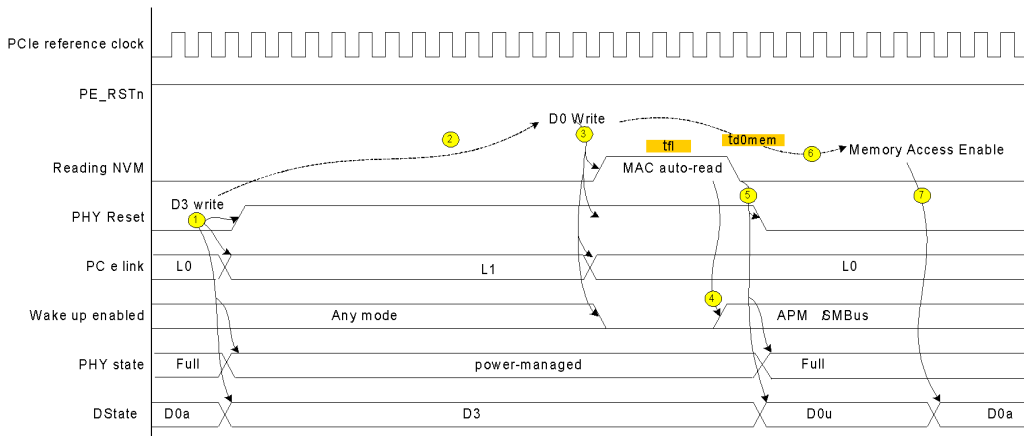 PCIe reference clock
PE_RSTn
D0 Write
2
3
tfl
td0mem
6
Memory Access Enable
Reading NVM
MAC auto-read
D3 write
1
5
7
PHY Reset
PC e link
L0
L1
L0
4
Wake up enabled
Any mode
APM /SMBus
PHY state
Full
power-managed
Full
DState
D0a
D3
D0u
D0a